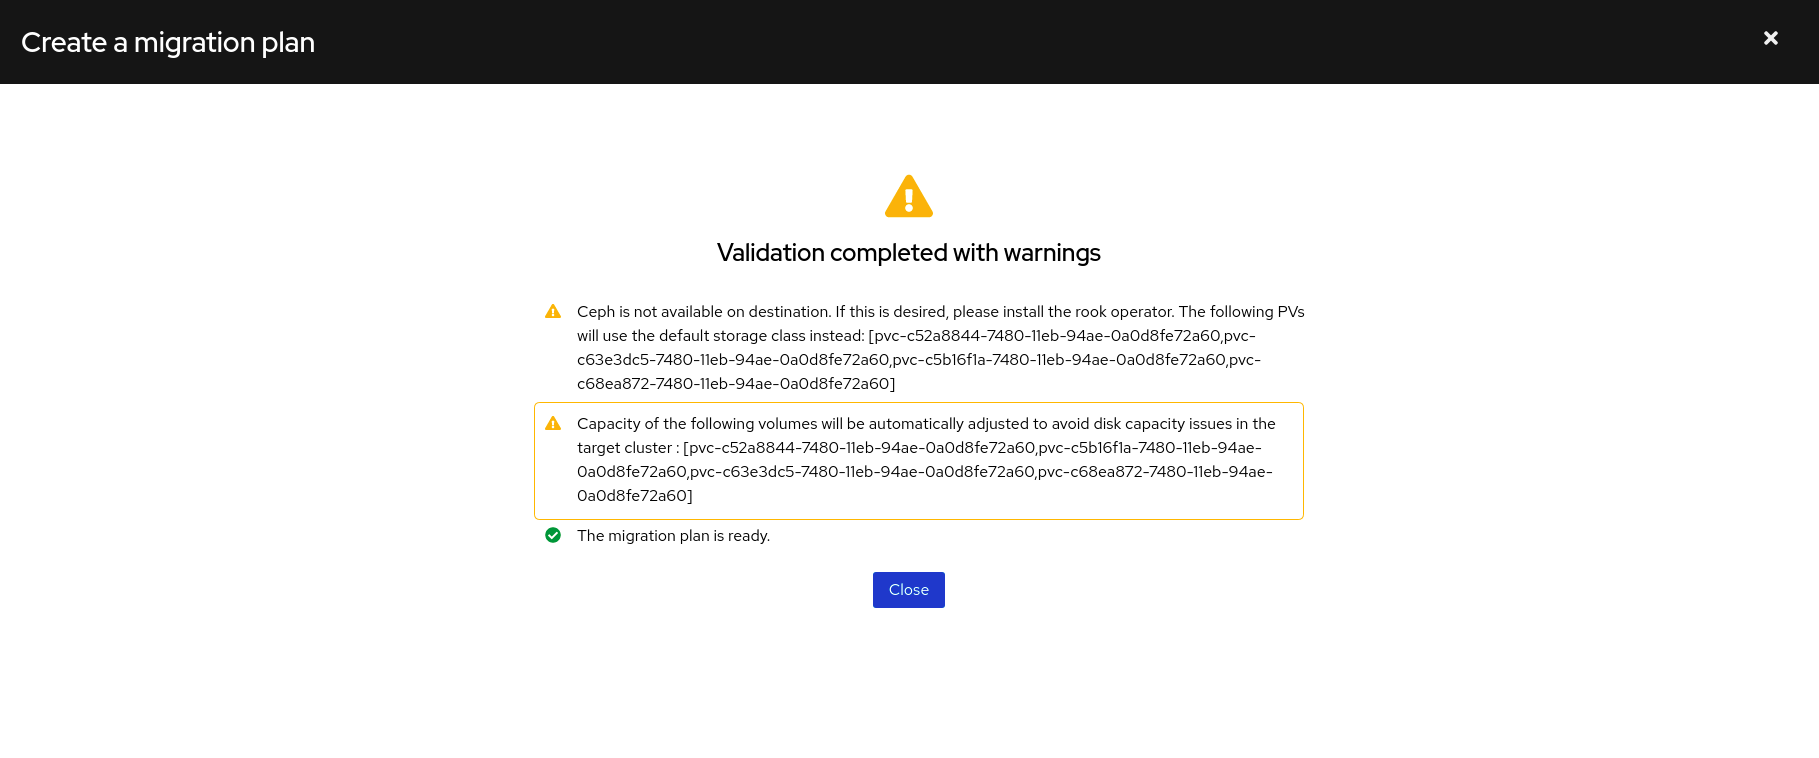 Create a migration plan
Validation completed with warnings
Ceph is not available on destination. If this is desired, please install the rook operator. The following PVs
will use the default storage class instead: [pvc-c52a8844-7480-11eb-94ae-0a0d8fe72a60,pvc-
c63e3dc5-7480-11eb-94ae-0a0d8fe72a60,pvc-c5b16f1a-7480-11eb-94ae-0a0d8fe72a60,pvc-
c68ea872-7480-11eb-94ae-0a0d8fe72a60]
Capacity of the following volumes will be automatically adjusted to avoid disk capacity issues in the
target cluster : [pvc-c52a8844-7480-11eb-94ae-0a0d8fe72a60,pvc-c5b16f1a-7480-11eb-94ae-
0a0d8fe72a60,pvc-c63e3dc5-7480-11eb-94ae-0a0d8fe72a60,pvc-c68ea872-7480-11eb-94ae-
0a0d8fe72a60]
The migration plan is ready.
Close